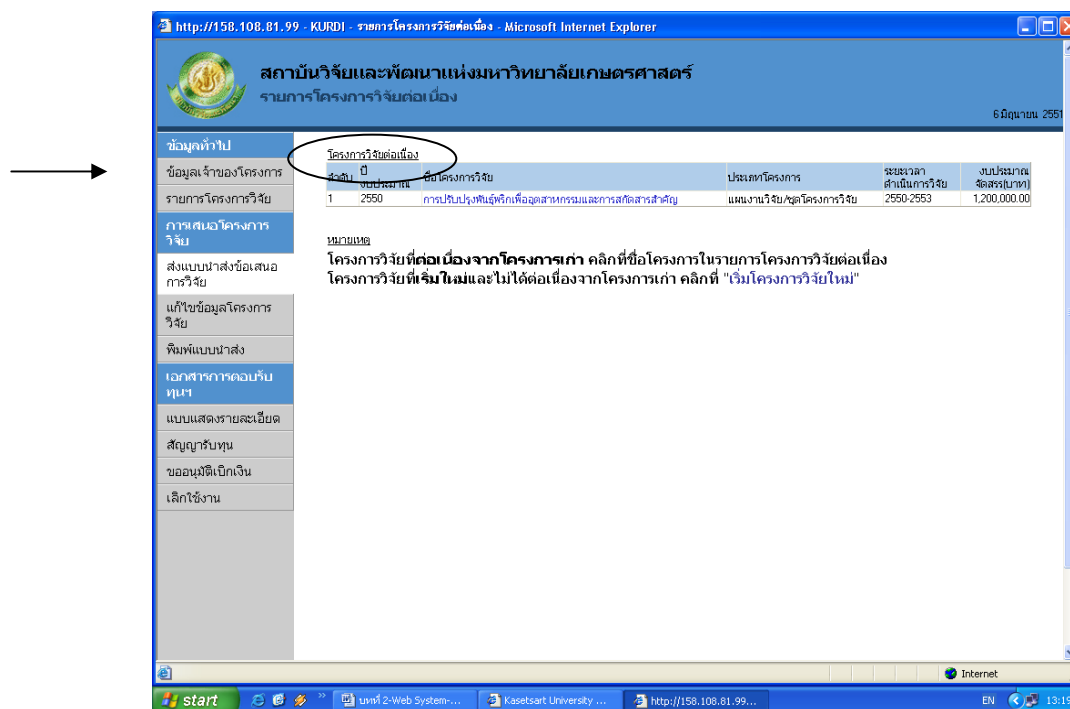 http://158.108.81.99 - KURDI - รายการโครงการวิจัยต่อเนื่อง - Microsoft Internet Explorer
สถาบันวิจัยและพัฒนาแห่งมหาวิทยาลัยเกษตรศาสตร์
รายการโครงการวิจัยต่อเนื่อง
6 มิถุนายน 2551
ข้อมูลทั่วไป
ข้อมูลเจ้าของโครงการ
รายการโครงการวิจัย
การเสนอโครงการ
วิจัย
ส่งแบบนำส่งข้อเสนอ
การวิจัย
แก้ไขข้อมูลโครงการ
วิจัย
พิมพ์แบบนำส่ง
เอกสารการตอบรับ
ทุนฯ
แบบแสดงรายละเอียด
สัญญารับทุน
ขออนุมัติเบิกเงิน
เลิกใช้งาน
โครงการวิจัยต่อเนื่อง
ลำดับ ปี งบประมาณ ชื่อโครงการวิจัย ประเภทโครงการ ระยะเวลา ดำเนินการวิจัย งบประมาณ จัดสรร(บาท)
1 2550 การปรับปรุงพันธุ์พริกเพื่ออุตสาหกรรมและการสกัดสารสำคัญ แผนงานวิจัย/ชุดโครงการวิจัย 2550-2553 1,200,000.00
หมายเหตุ
โครงการวิจัยที่ต่อเนื่องจากโครงการเก่า คลิกที่ชื่อโครงการในรายการโครงการวิจัยต่อเนื่อง
โครงการวิจัยที่เริ่มใหม่และไม่ได้ต่อเนื่องจากโครงการเก่า คลิกที่ "เริ่มโครงการวิจัยใหม่"
Internet
start
บทที่ 2-Web System-...
Kasetsart University ...
http://158.108.81.99...
EN
13:19